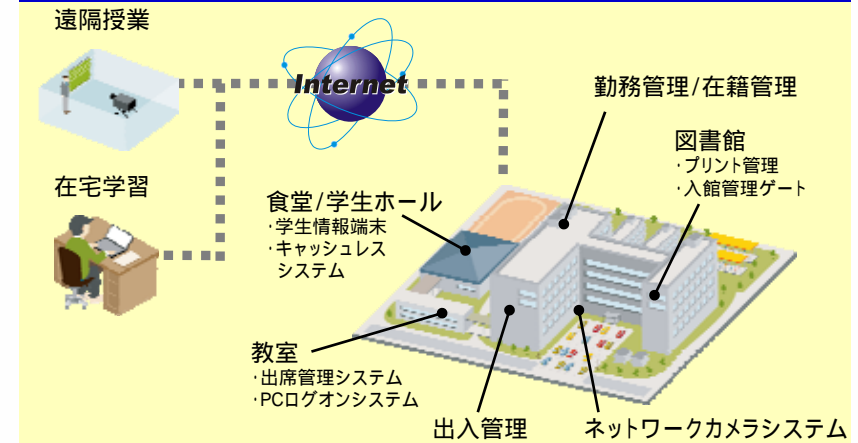 遠隔授業
Internet
勤務管理/在籍管理
図書館
・プリント管理
・入館管理ゲート
在宅学習
食堂/学生ホール
・学生情報端末
・キャッシュレス
システム
教室
・出席管理システム
・PCログオンシステム
出入管理
ネットワークカメラシステム